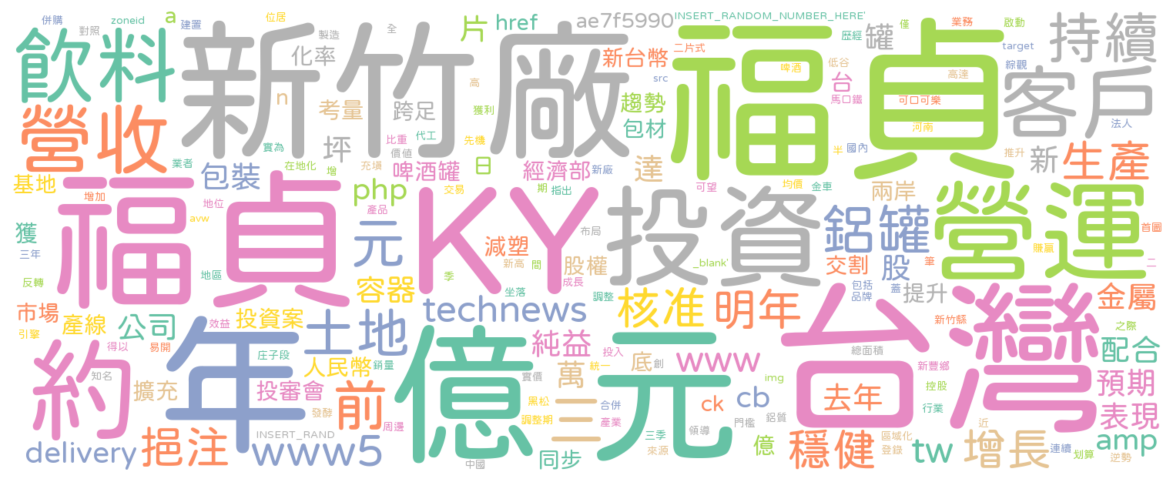 併購 zoneid a 位居 片 href ae7f5990 INSERT_RANDOM_NUMBER_HERE' 僅 業務 啟動
對照 建置 製造 全 化率 新台幣 二片式 罐 歷經 target 持續
飲料 新竹廠 福貞 src 啤酒 低谷 高達 綜觀
n 高 獲利 考量 跨足 趨勢 台 馬口鐵 可口可樂 客戶
營收 坪 比重 代工 先機 包材 河南 法人
實為 價值 業者 在地化 增 充填 啤酒罐 日 經濟部 新廠 達 半 國內 推升 新 生產
基地 包裝 php 交易 期 指出 可望 均價 金車 兩岸
增加 地位 產品 元
獲 avw 福貞 KY 布局 投資 鋁罐 營運 首圖
三年 地區 減塑 新高 間 _blank' 股 賺贏 筆 二
反轉 季 股權 成長 交割 包括 蓋 提升
市場 容器 坐落 調整 品牌 金屬
引擎 產線 效益 投資案 technews 核准 明年 新竹縣 之際
公司 土地 配合
約 易開 得以 年 庄子段 人民幣 銷量 億元 純益 投入 統一 底 創 www img 台灣 總面積 新豐鄉 預期
知名 擴充 投審會 前 實價 萬 控股
黑松 三 合併 ck cb 去年 行業 表現
發酵 調整期 產業 門檻 鋁質 近
delivery 挹注 INSERT_RAND 周邊 www5 三季 領導 億 穩健 區域化 tw 增長 連續 amp
中國 同步 來源 登錄 划算 逆勢